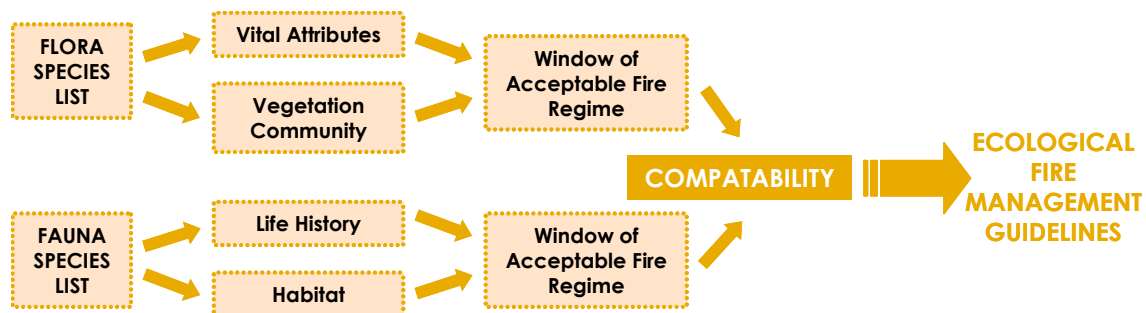 FLORA
SPECIES
LIST
Vital Attributes
Vegetation
Community
Window of
Acceptable Fire
Regime
FAUNA
SPECIES
LIST
Life History
Habitat
Window of
Acceptable Fire
Regime
COMPATABILITY
ECOLOGICAL
FIRE
MANAGEMENT
GUIDELINES